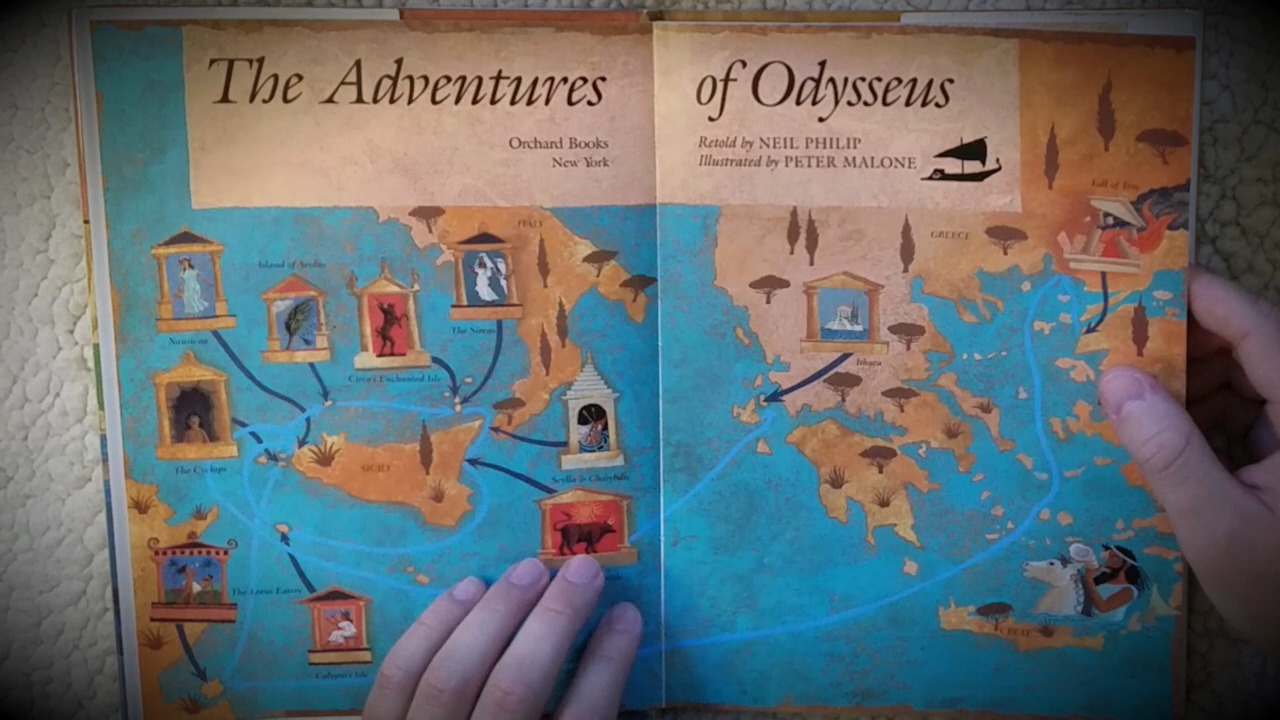 The Adventures of Odysseus
Orchard Books
New York
Retold by NEIL PHILIP
Illustrated by PETER MALONE
Fall of Troy
ITALY
GREECE
Island of Aeolus
Nausicaa
The Sirens
Circe's Enchanted Isle
Ithaca
The Cyclops
SICILY
Scylla & Charybdis
The Lotus Eaters
CRETE
Calypso's Isle